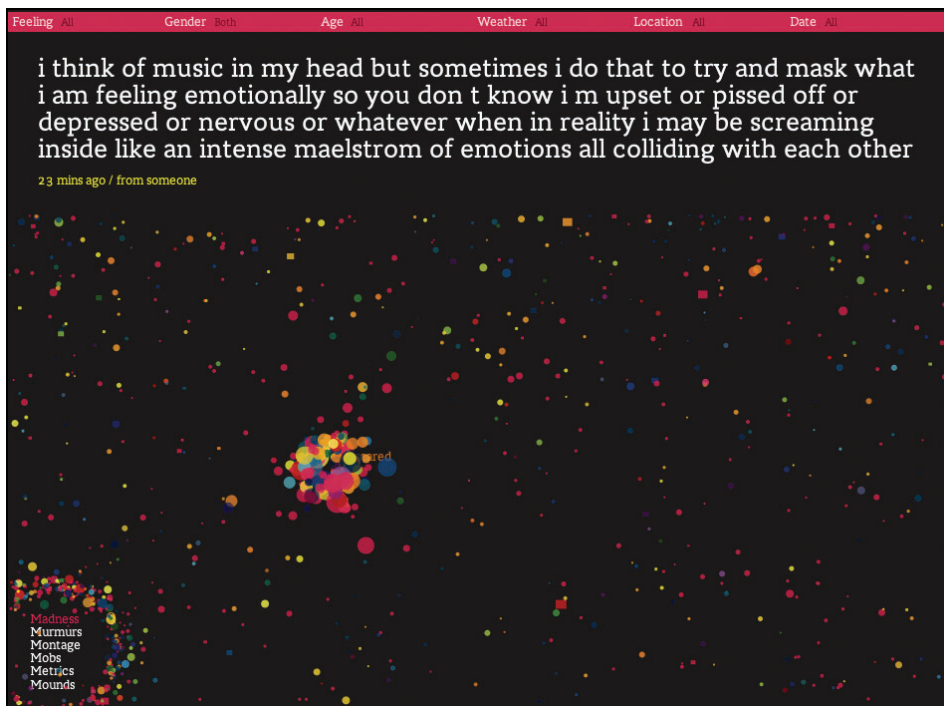 Feeling All Gender Both Age All Weather All Location All Date All
i think of music in my head but sometimes i do that to try and mask what
i am feeling emotionally so you don t know i m upset or pissed off or
depressed or nervous or whatever when in reality i may be screaming
inside like an intense maelstrom of emotions all colliding with each other
23 mins ago / from someone
Madness
Murmurs
Montage
Mobs
Metrics
Mounds